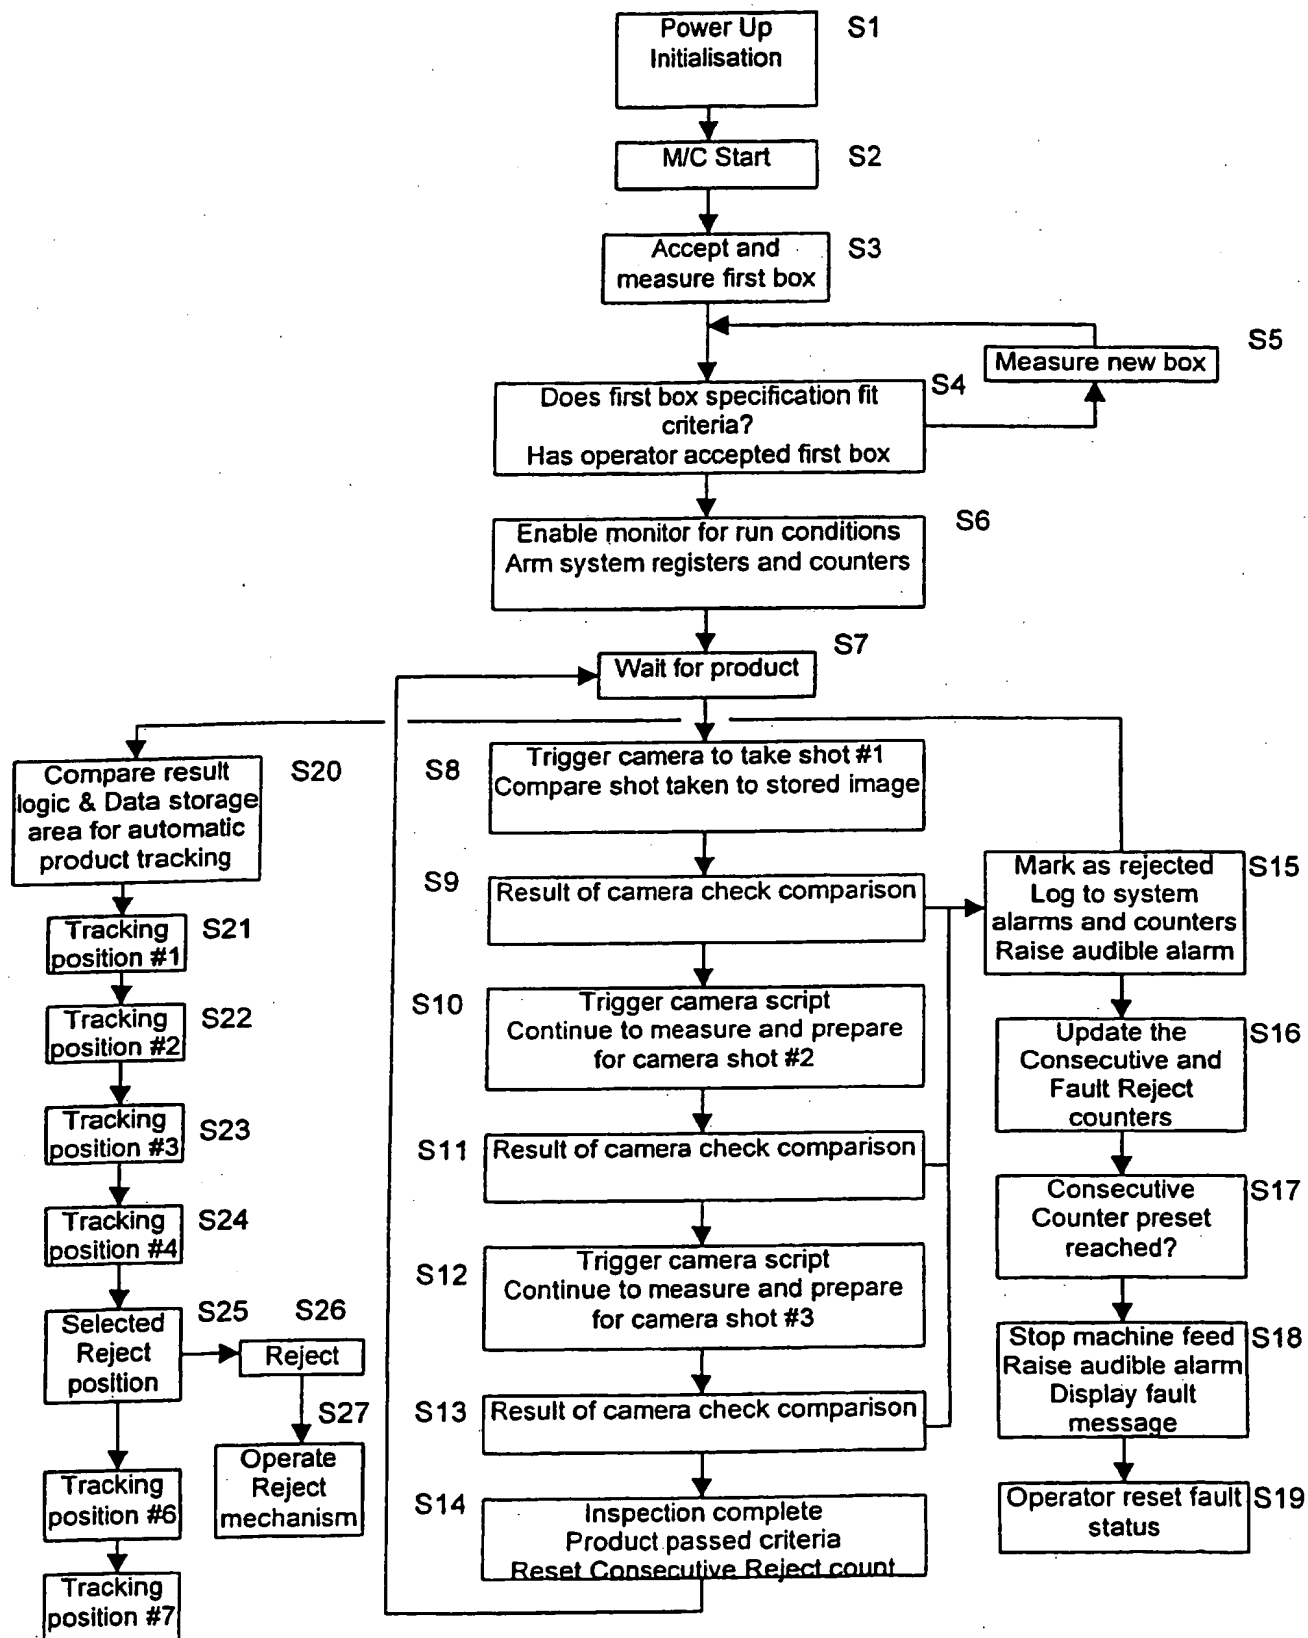 Power Up
Initialisation
S1
M/C Start
S2
Accept and
measure first box
S3
S5
Measure new box
S4
Does first box specification fit
criteria?
Has operator accepted first box
S6
Enable monitor for run conditions
Arm system registers and counters
S7
Wait for product
S8
Trigger camera to take shot #1
Compare shot taken to stored image
S9
Result of camera check comparison
S10
Trigger camera script
Continue to measure and prepare
for camera shot #2
S11
Result of camera check comparison
S12
Trigger camera script
Continue to measure and prepare
for camera shot #3
S13
Result of camera check comparison
S14
Inspection complete
Product passed criteria
Reset Consecutive Reject count
Mark as rejected
Log to system
alarms and counters
Raise audible alarm
S15
Update the
Consecutive and
Fault Reject
counters
S16
Consecutive
Counter preset
reached?
S17
Stop machine feed
Raise audible alarm
Display fault
message
S18
Operator reset fault
status
S19
Compare result
logic & Data storage
area for automatic
product tracking
S20
Tracking
position #1
S21
Tracking
position #2
S22
Tracking
position #3
S23
Tracking
position #4
S24
Selected
Reject
position
S25
S26
Reject
S27
Operate
Reject
mechanism
Tracking
position #6
Tracking
position #7